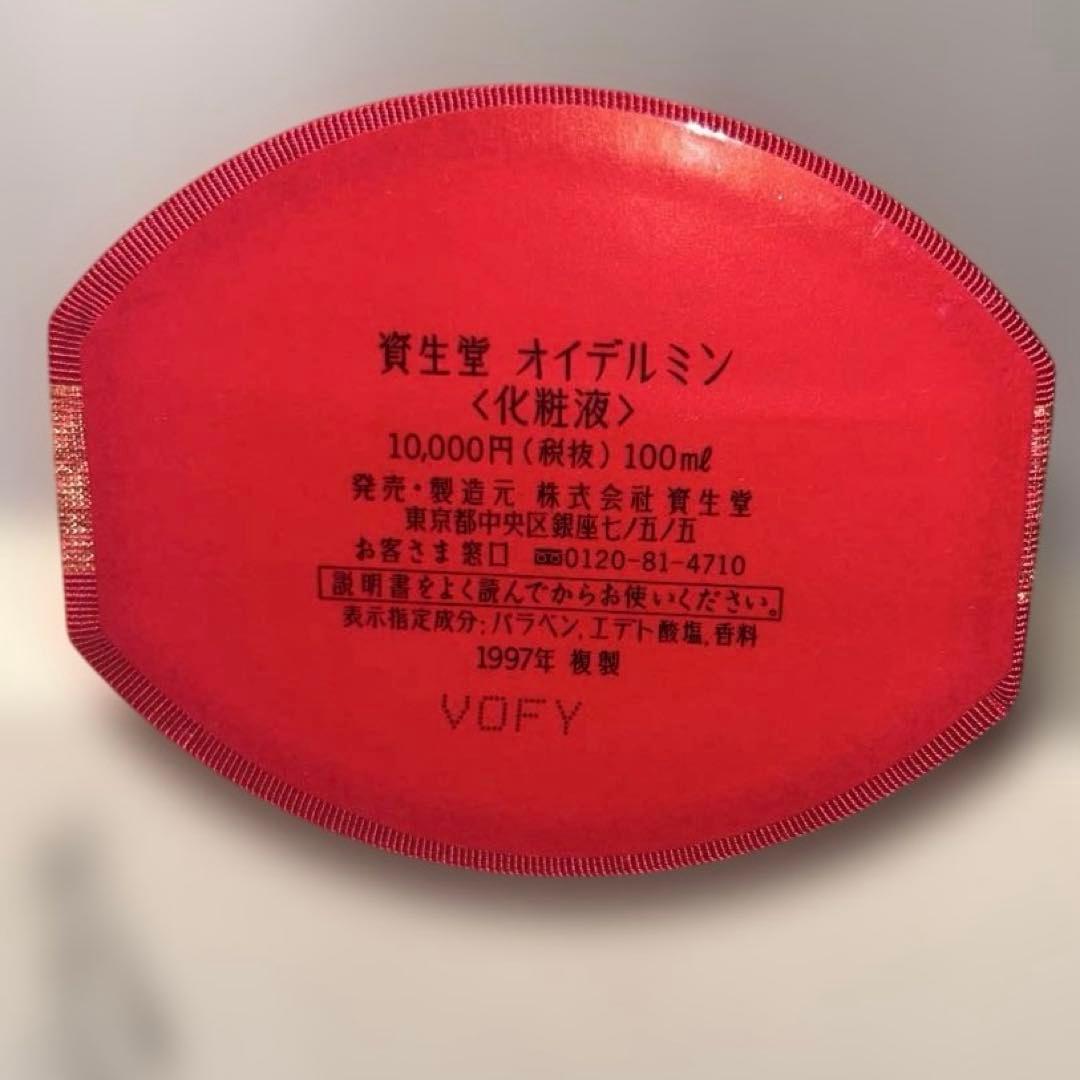 資生堂 オイデルミン
〈化粧液〉
10,000円(税抜) 100mℓ
発売・製造元 株式会社 資生堂
東京都中央区銀座七ノ五ノ五
お客さま窓口 ➿0120-81-4710
説明書をよく読んでからお使いください。
表示指定成分:パラベン,エデト酸塩,香料
1997年 複製
VOFY